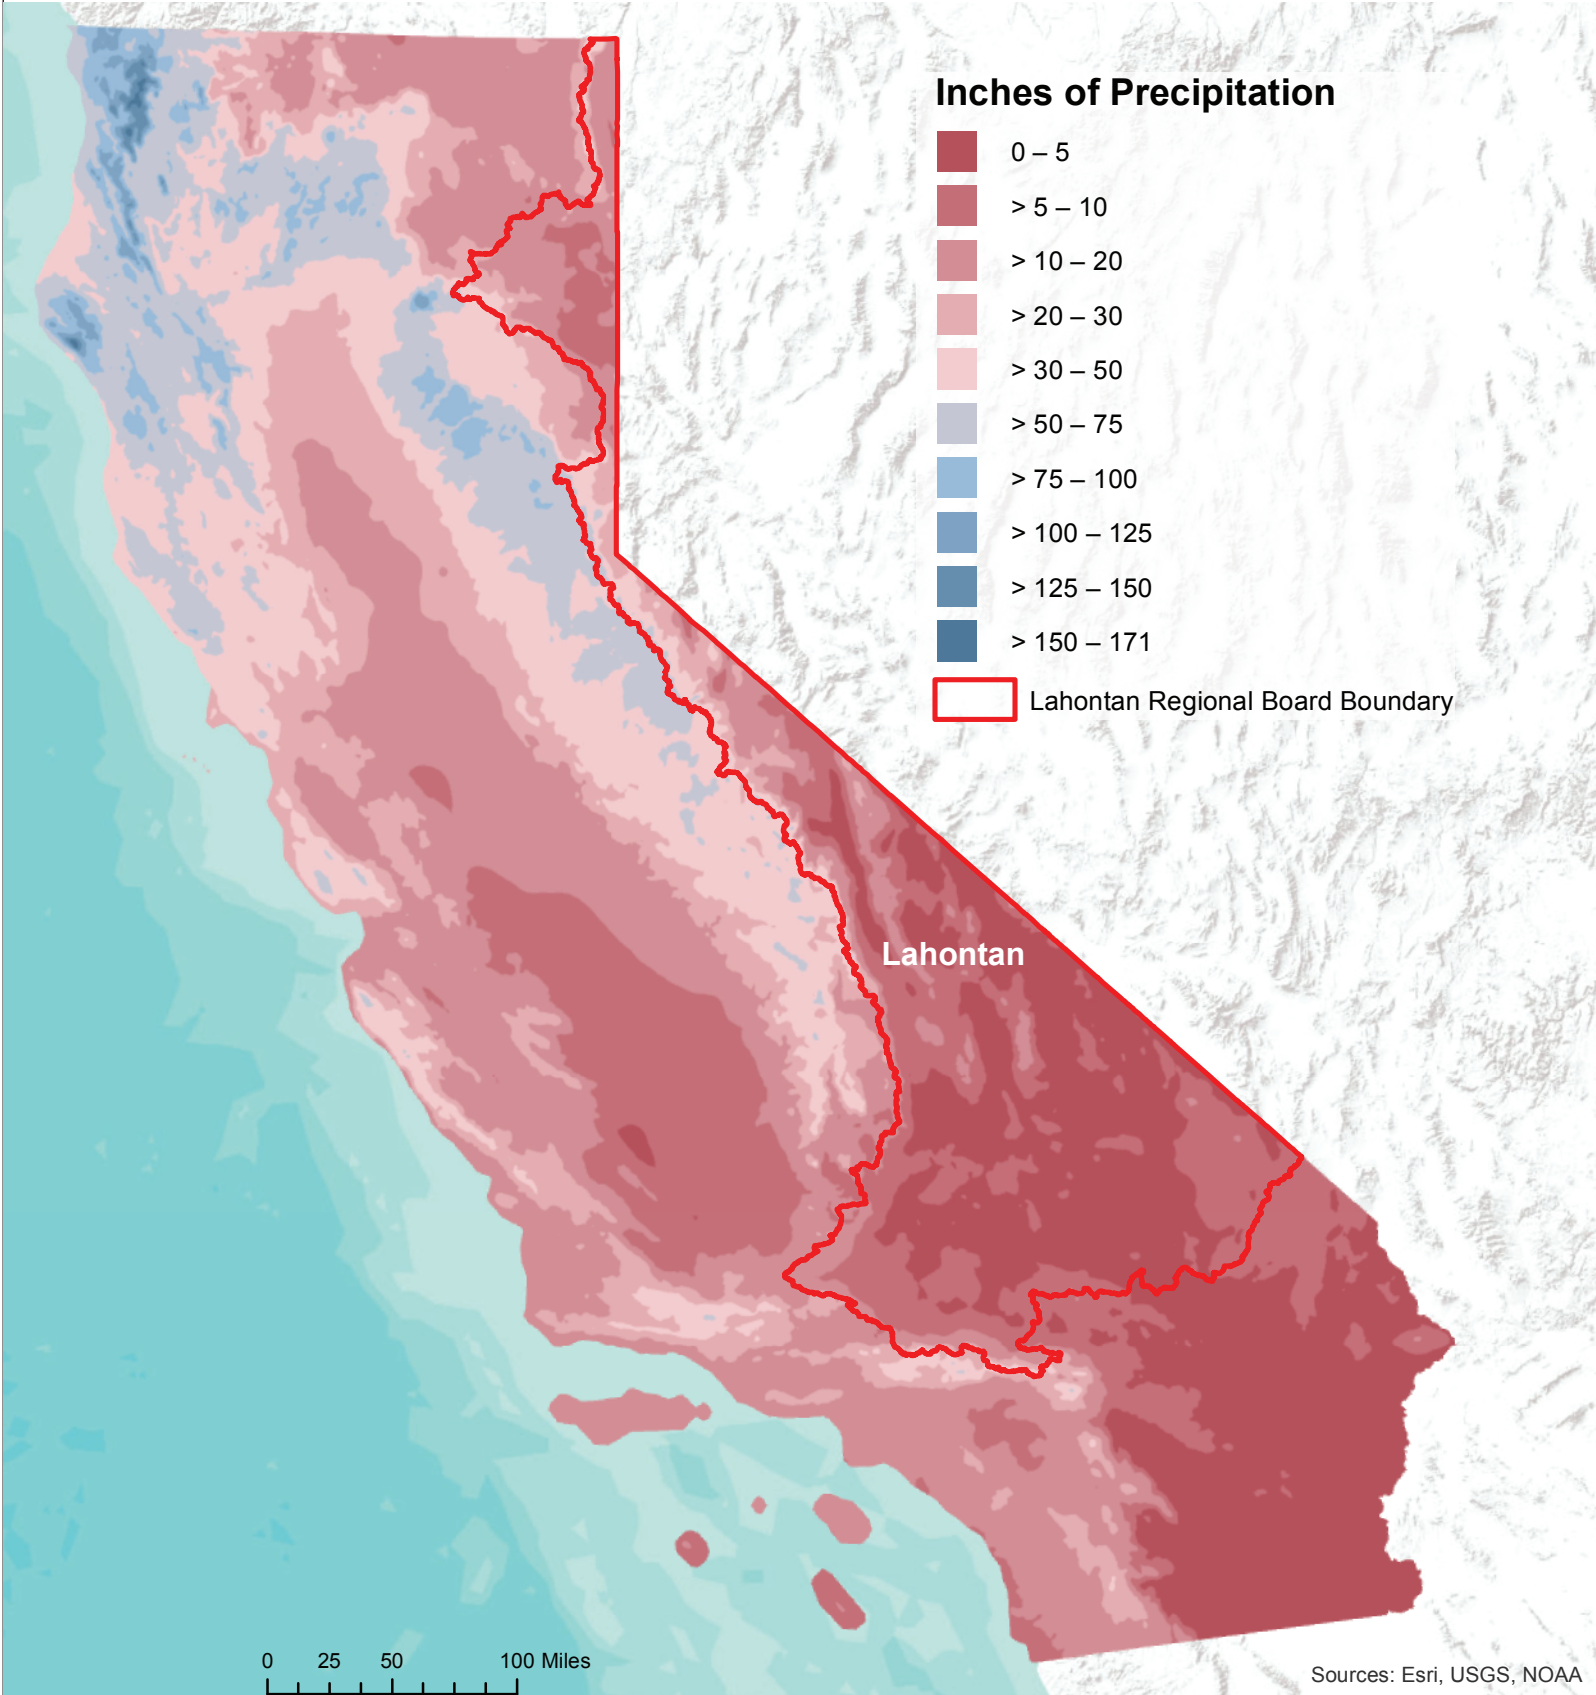 Inches of Precipitation
0 – 5
> 5 – 10
> 10 – 20
> 20 – 30
> 30 – 50
> 50 – 75
> 75 – 100
> 100 – 125
> 125 – 150
> 150 – 171
Lahontan Regional Board Boundary
Lahontan
0 25 50 100 Miles
Sources: Esri, USGS, NOAA